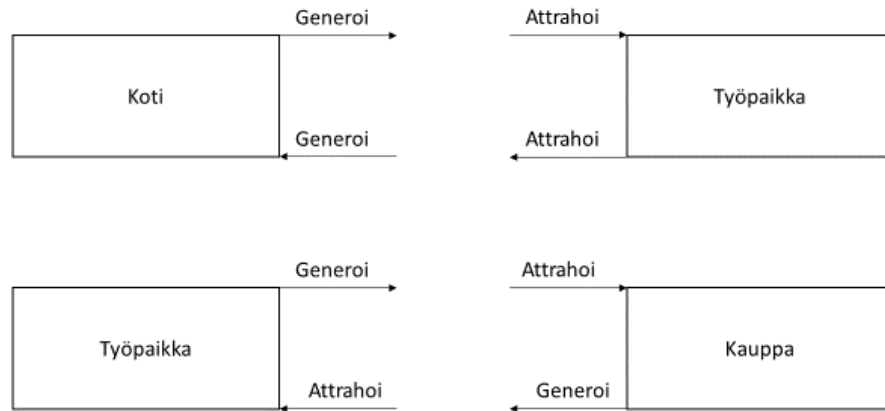 Generoi
Attrahoi
Koti
Työpaikka
Generoi
Attrahoi
Generoi
Attrahoi
Työpaikka
Kauppa
Attrahoi
Generoi